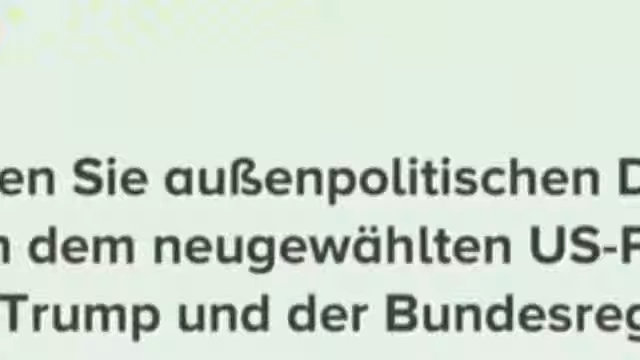 en Sie außenpolitischen D
n dem neugewählten US-P
Trump und der Bundesreg